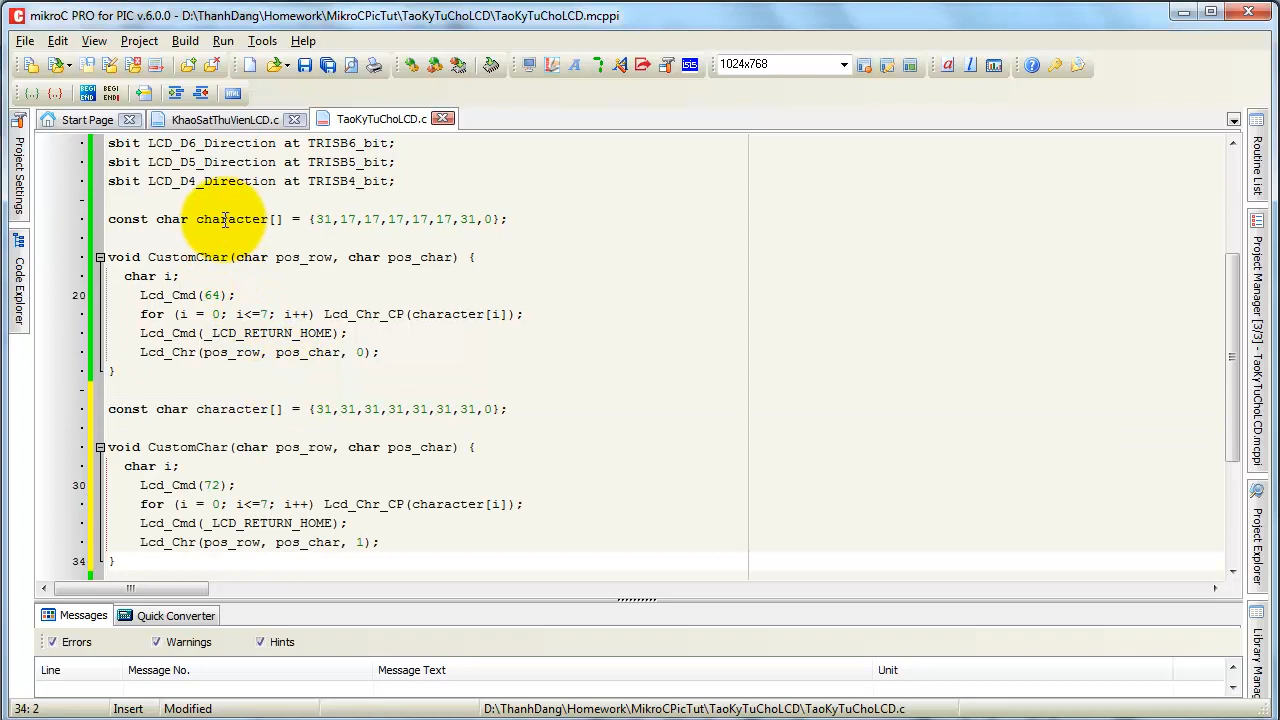 mikroC PRO for PIC v.6.0.0 - D:\ThanhDang\Homework\MikroCPicTut\TaoKyTuChoLCD\TaoKyTuChoLCD.mcppi
File Edit View Project Build Run Tools Help
1024x768
Start Page KhaoSatThuVienLCD.c TaoKyTuChoLCD.c
sbit LCD_D6_Direction at TRISB6_bit;
sbit LCD_D5_Direction at TRISB5_bit;
sbit LCD_D4_Direction at TRISB4_bit;
const char character[] = {31,17,17,17,17,17,31,0};
void CustomChar(char pos_row, char pos_char) {
char i;
20 Lcd_Cmd(64);
for (i = 0; i<=7; i++) Lcd_Chr_CP(character[i]);
Lcd_Cmd(_LCD_RETURN_HOME);
Lcd_Chr(pos_row, pos_char, 0);
}
const char character[] = {31,31,31,31,31,31,31,0};
void CustomChar(char pos_row, char pos_char) {
char i;
30 Lcd_Cmd(72);
for (i = 0; i<=7; i++) Lcd_Chr_CP(character[i]);
Lcd_Cmd(_LCD_RETURN_HOME);
Lcd_Chr(pos_row, pos_char, 1);
34 }
Messages Quick Converter
Errors Warnings Hints
Line Message No. Message Text Unit
34: 2 Insert Modified D:\ThanhDang\Homework\MikroCPicTut\TaoKyTuChoLCD\TaoKyTuChoLCD.c
Project Settings
Code Explorer
Routine List
Project Manager [3/3] - TaoKyTuChoLCD.mcppi
Project Explorer